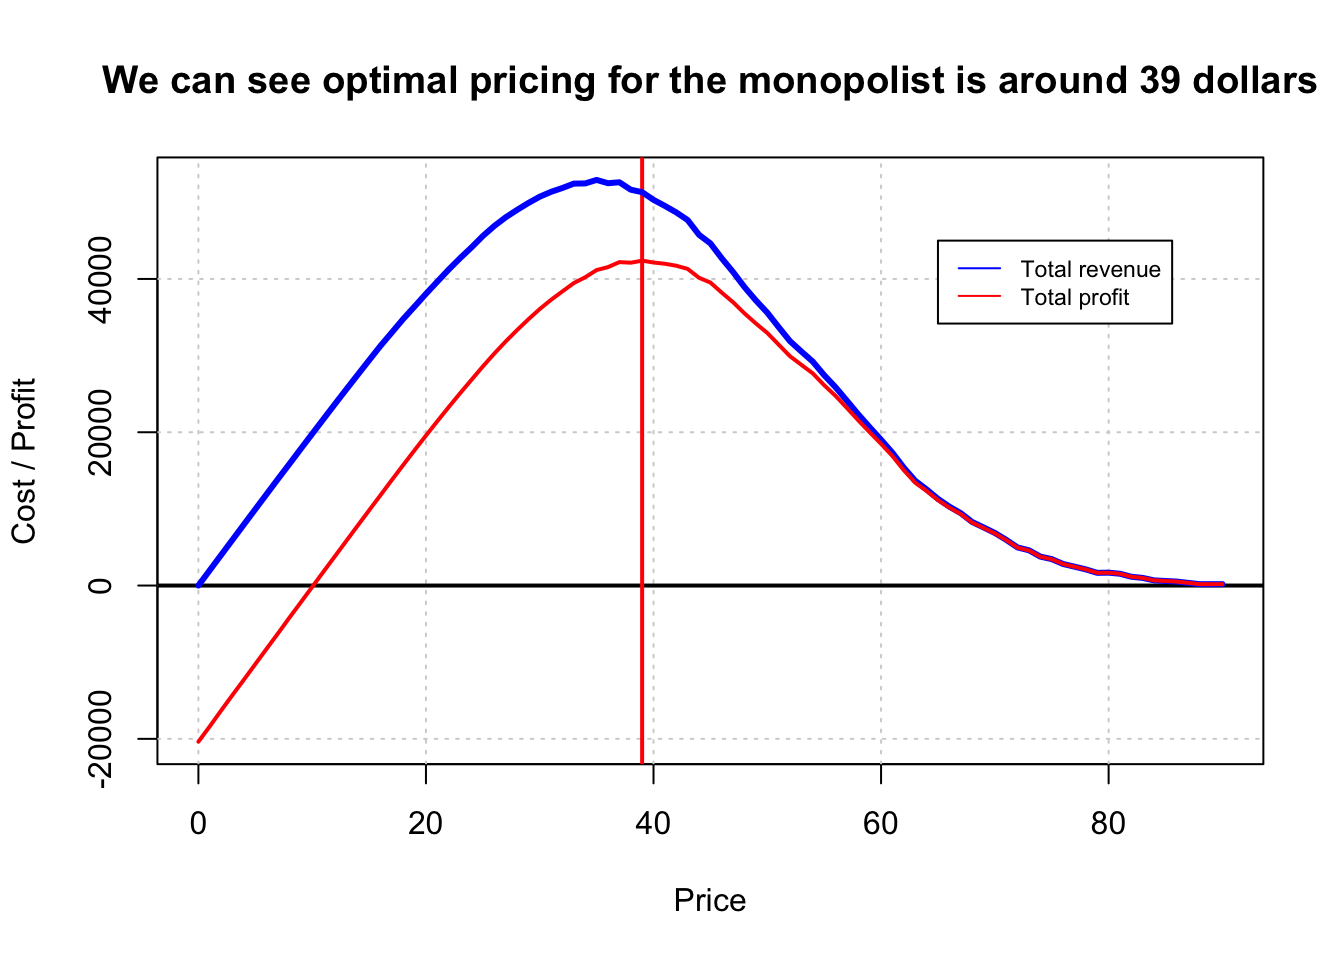 We can see optimal pricing for the monopolist is around 39 dollars
Cost / Profit
40000
20000
0
-20000
Total revenue
Total profit
0 20 40 60 80
Price